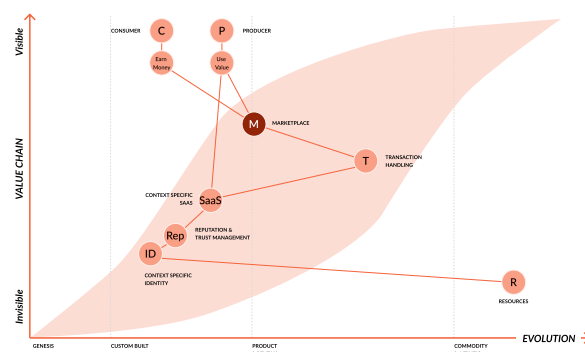 Visible
CONSUMER
C
P
PRODUCER
Earn
Money
Use
Value
M
MARKETPLACE
VALUE CHAIN
T
TRANSACTION
HANDLING
CONTEXT SPECIFIC
SAAS
SaaS
Rep
REPUTATION &
TRUST MANAGEMENT
ID
CONTEXT SPECIFIC
IDENTITY
R
RESOURCES
Invisible
EVOLUTION
GENESIS
CUSTOM BUILT
PRODUCT
COMMODITY